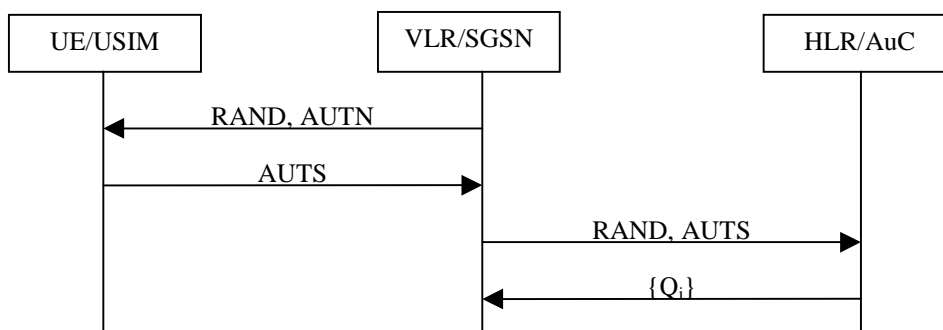 UE/USIM
VLR/SGSN
HLR/AuC
RAND, AUTN
AUTS
RAND, AUTS
{Qi}